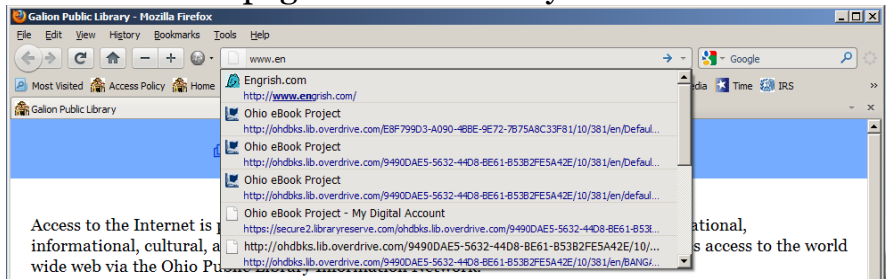 Galion Public Library - Mozilla Firefox
File Edit View History Bookmarks Tools Help
www.en Google
Most Visited Access Policy Home Time IRS »
Galion Public Library
Engrish.com
http://www.engrish.com/
Ohio eBook Project
http://ohdbks.lib.overdrive.com/E8F799D3-A090-4BBE-9E72-7B75A8C33F81/10/381/en/Defaul...
Ohio eBook Project
http://ohdbks.lib.overdrive.com/9490DAE5-5632-44D8-BE61-B53B2FE5A42E/10/381/en/Defaul...
Ohio eBook Project
http://ohdbks.lib.overdrive.com/9490DAE5-5632-44D8-BE61-B53B2FE5A42E/10/381/en/default...
Ohio eBook Project - My Digital Account
https://secure2.libraryreserve.com/ohdbks.lib.overdrive.com/9490DAE5-5632-44D8-BE61-B53E...
http://ohdbks.lib.overdrive.com/9490DAE5-5632-44D8-BE61-B53B2FE5A42E/10/...
http://ohdbks.lib.overdrive.com/9490DAE5-5632-44D8-BE61-B53B2FE5A42E/10/381/en/BANG...
Access to the Internet is
informational, cultural, access to the world
wide web via the Ohio Public Library Information Network.